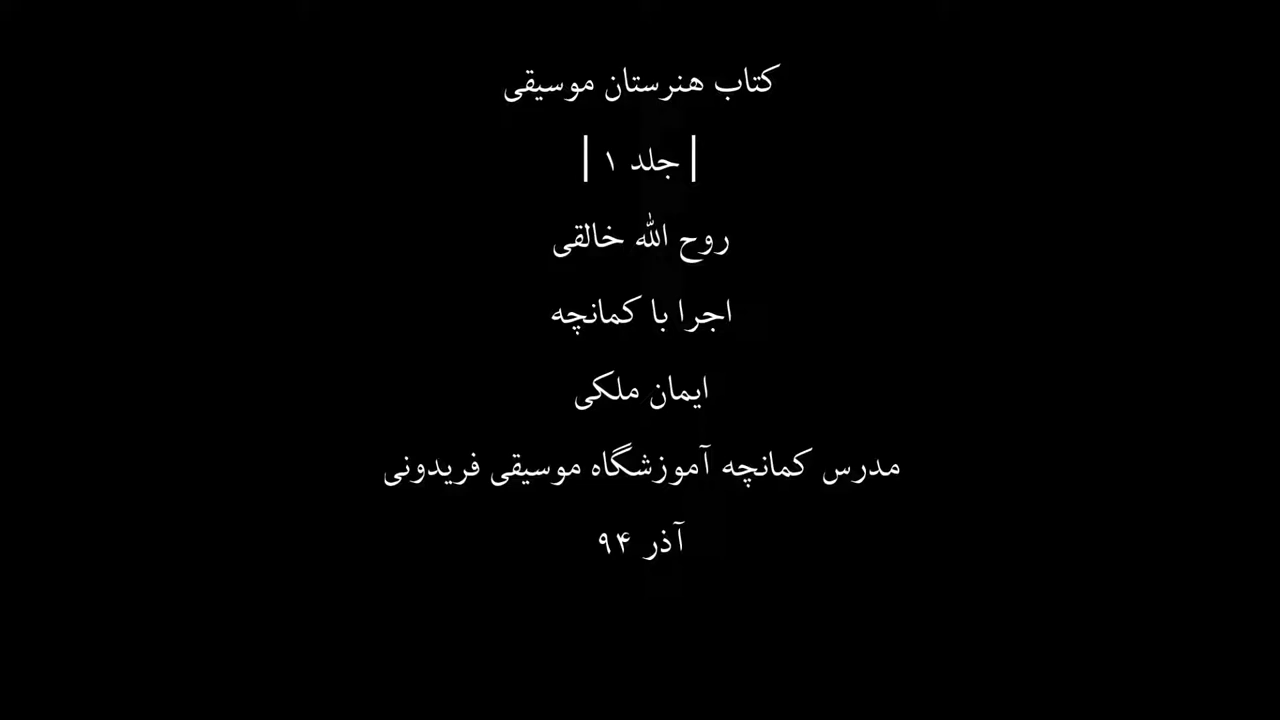 کتاب هنرستان موسیقی
| جلد ۱ |
روح الله خالقی
اجرا با کمانچه
ایمان ملکی
مدرس کمانچه آموزشگاه موسیقی فریدونی
آذر ۹۴